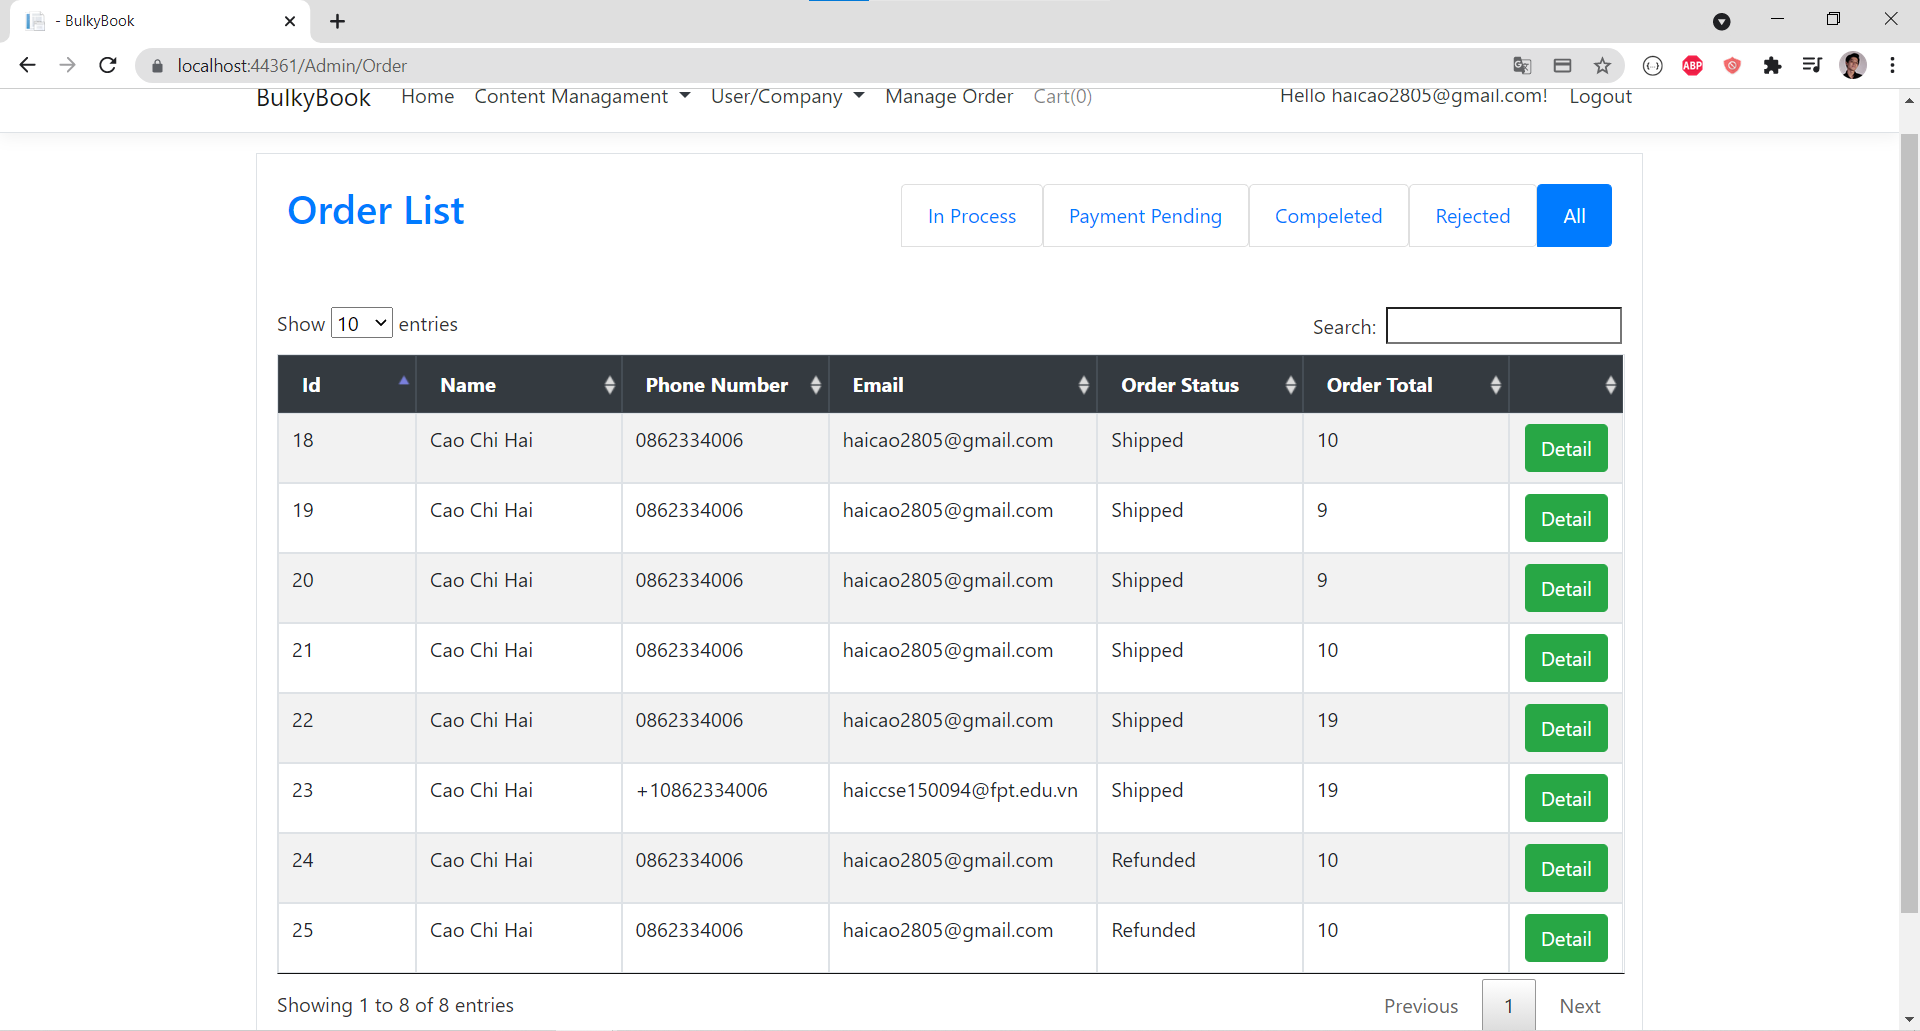 - BulkyBook
localhost:44361/Admin/Order
ABP
BulkyBook Home Content Managament User/Company Manage Order Cart(0) Hello haicao2805@gmail.com! Logout
Order List In Process Payment Pending Compeleted Rejected All
Show 10 entries Search:
Id Name Phone Number Email Order Status Order Total
18 Cao Chi Hai 0862334006 haicao2805@gmail.com Shipped 10 Detail
19 Cao Chi Hai 0862334006 haicao2805@gmail.com Shipped 9 Detail
20 Cao Chi Hai 0862334006 haicao2805@gmail.com Shipped 9 Detail
21 Cao Chi Hai 0862334006 haicao2805@gmail.com Shipped 10 Detail
22 Cao Chi Hai 0862334006 haicao2805@gmail.com Shipped 19 Detail
23 Cao Chi Hai +10862334006 haiccse150094@fpt.edu.vn Shipped 19 Detail
24 Cao Chi Hai 0862334006 haicao2805@gmail.com Refunded 10 Detail
25 Cao Chi Hai 0862334006 haicao2805@gmail.com Refunded 10 Detail
Showing 1 to 8 of 8 entries Previous 1 Next